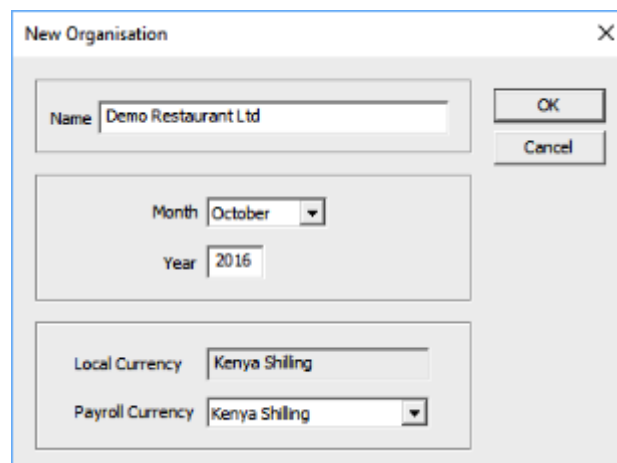 New Organisation
Name Demo Restaurant Ltd
OK
Cancel
Month October
Year 2016
Local Currency Kenya Shilling
Payroll Currency Kenya Shilling